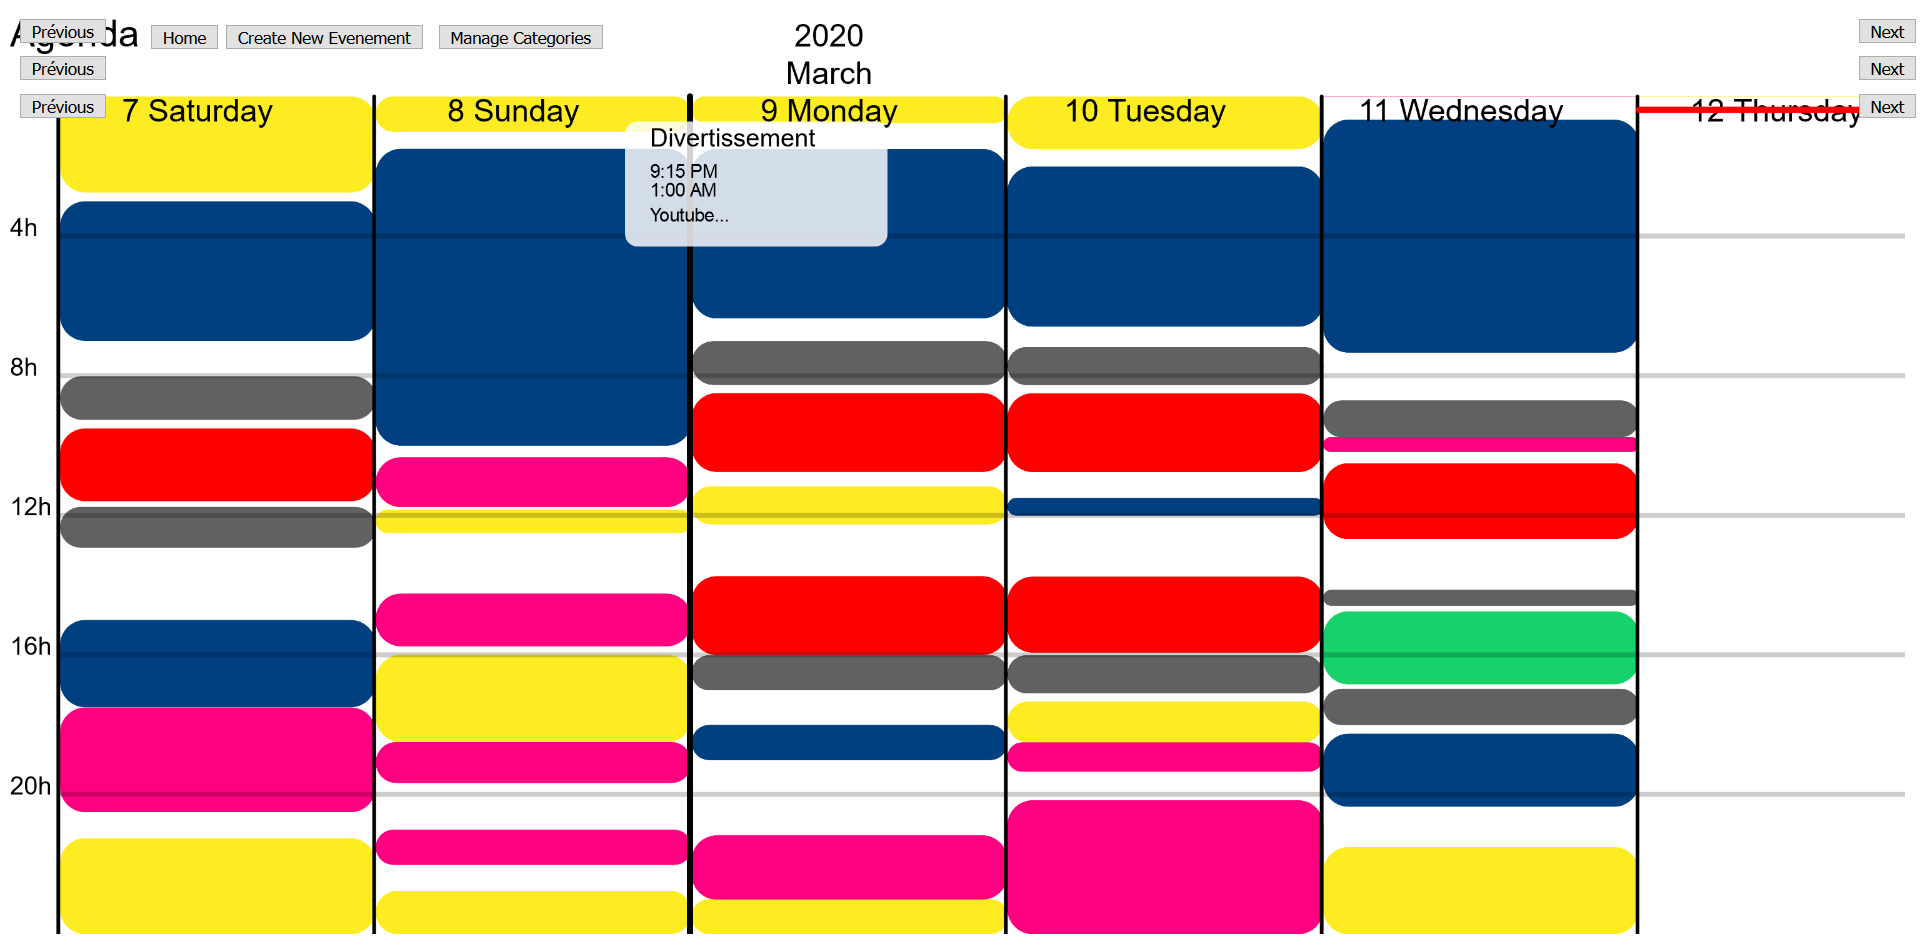 Agenda
Prévious
Home
Create New Evenement
Manage Categories
2020
Next
Prévious
March
Next
Prévious
7 Saturday
8 Sunday
9 Monday
10 Tuesday
11 Wednesday
12 Thursday
Next
Divertissement
9:15 PM
1:00 AM
Youtube...
4h
8h
12h
16h
20h